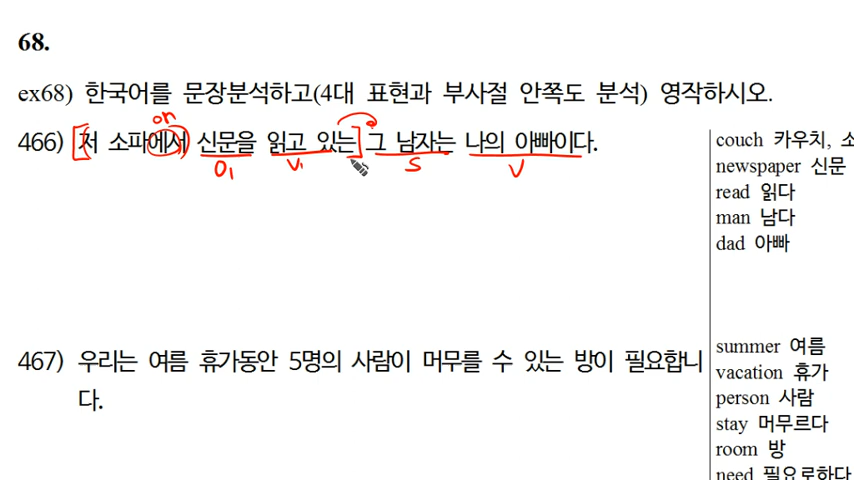 68.
ex68) 한국어를 문장분석하고(4대 표현과 부사절 안쪽도 분석) 영작하시오.
on
466) [(저 소파에서) 신문을 읽고 있는] 그 남자는 나의 아빠이다.
O₁ V₁ S V
couch 카우치, 소
newspaper 신문
read 읽다
man 남다
dad 아빠
467) 우리는 여름 휴가동안 5명의 사람이 머무를 수 있는 방이 필요합니
다.
summer 여름
vacation 휴가
person 사람
stay 머무르다
room 방
need 필요로하다